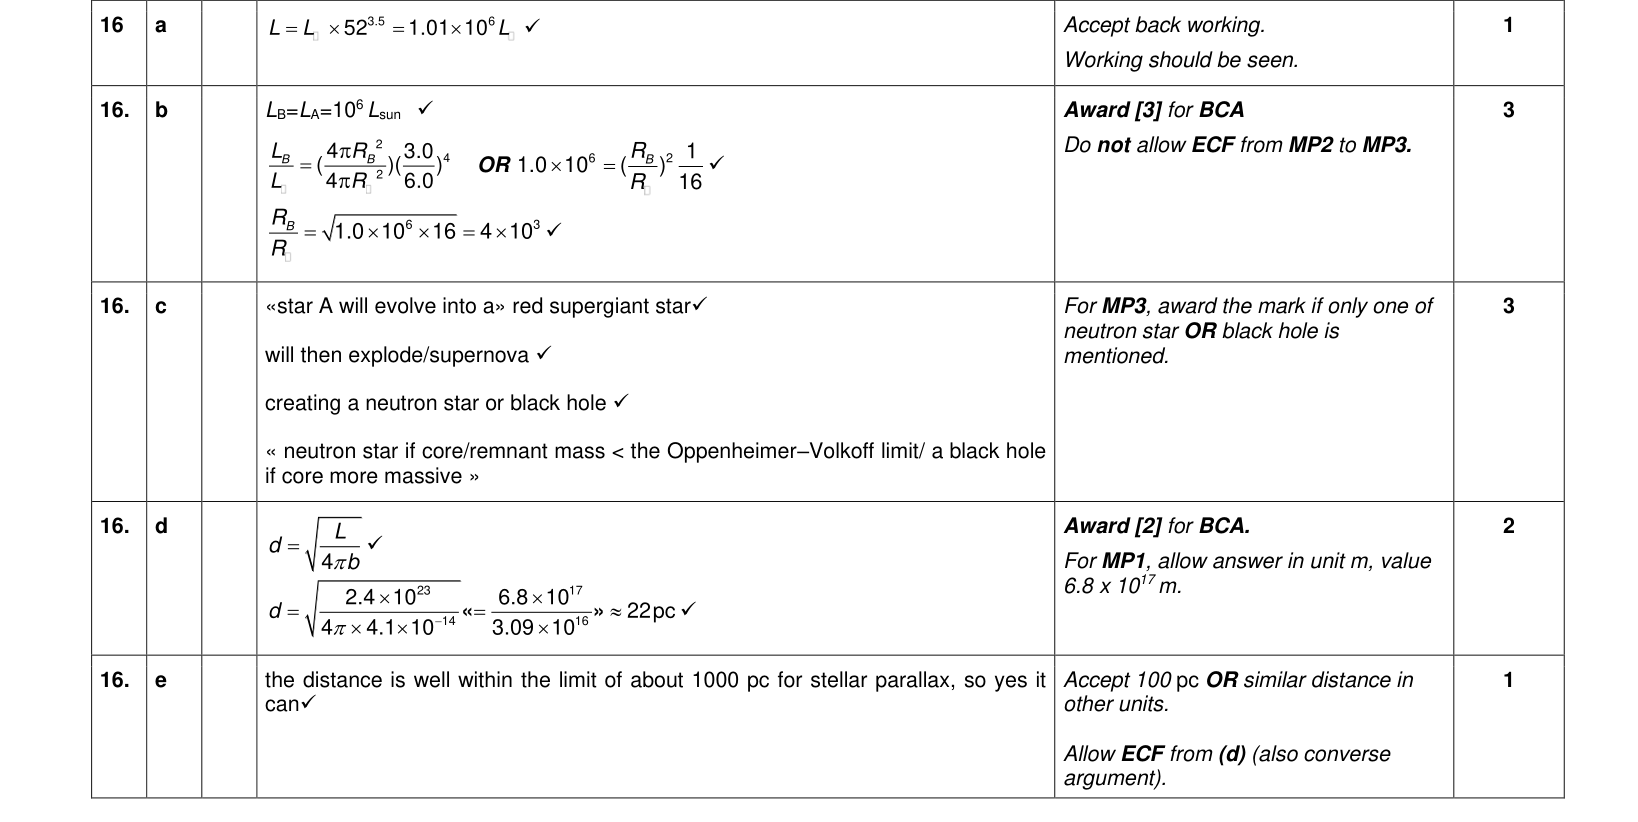 16 a L = L × 52^3.5 = 1.01×10^6 L ✓ Accept back working. 1
Working should be seen.
16. b L_B=L_A=10^6 L_sun ✓ Award [3] for BCA 3
Do not allow ECF from MP2 to MP3.
L_B/L = (4πR_B^2/4πR^2)(3.0/6.0)^4 OR 1.0×10^6 = (R_B/R)^2 1/16 ✓
R_B/R = √(1.0×10^6×16) = 4×10^3 ✓
16. c «star A will evolve into a» red supergiant star✓ For MP3, award the mark if only one of 3
neutron star OR black hole is
will then explode/supernova ✓ mentioned.
creating a neutron star or black hole ✓
« neutron star if core/remnant mass < the Oppenheimer–Volkoff limit/ a black hole
if core more massive »
16. d d = √(L/4πb) ✓ Award [2] for BCA. 2
For MP1, allow answer in unit m, value
6.8 x 10^17 m.
d = √(2.4×10^23/4π×4.1×10^−14) «= 6.8×10^17/3.09×10^16» ≈ 22pc ✓
16. e the distance is well within the limit of about 1000 pc for stellar parallax, so yes it Accept 100 pc OR similar distance in 1
can✓ other units.
Allow ECF from (d) (also converse
argument).